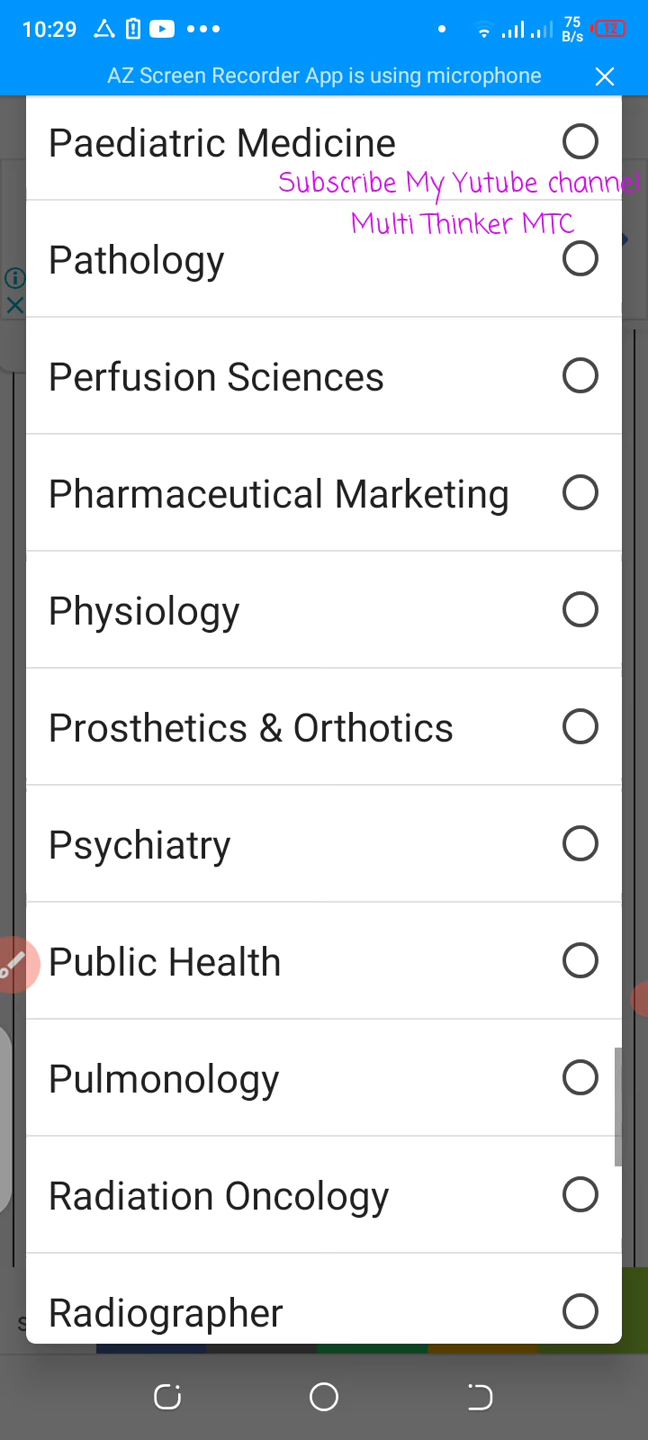 10:29
75
B/s
12
AZ Screen Recorder App is using microphone
Paediatric Medicine
Subscribe My Yutube channel
Multi Thinker MTC
Pathology
Perfusion Sciences
Pharmaceutical Marketing
Physiology
Prosthetics & Orthotics
Psychiatry
Public Health
Pulmonology
Radiation Oncology
Radiographer